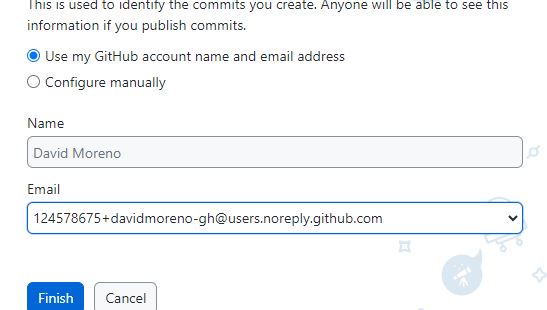 This is used to identify the commits you create. Anyone will be able to see this
information if you publish commits.
Use my GitHub account name and email address
Configure manually
Name
David Moreno
Email
124578675+davidmoreno-gh@users.noreply.github.com
Finish
Cancel